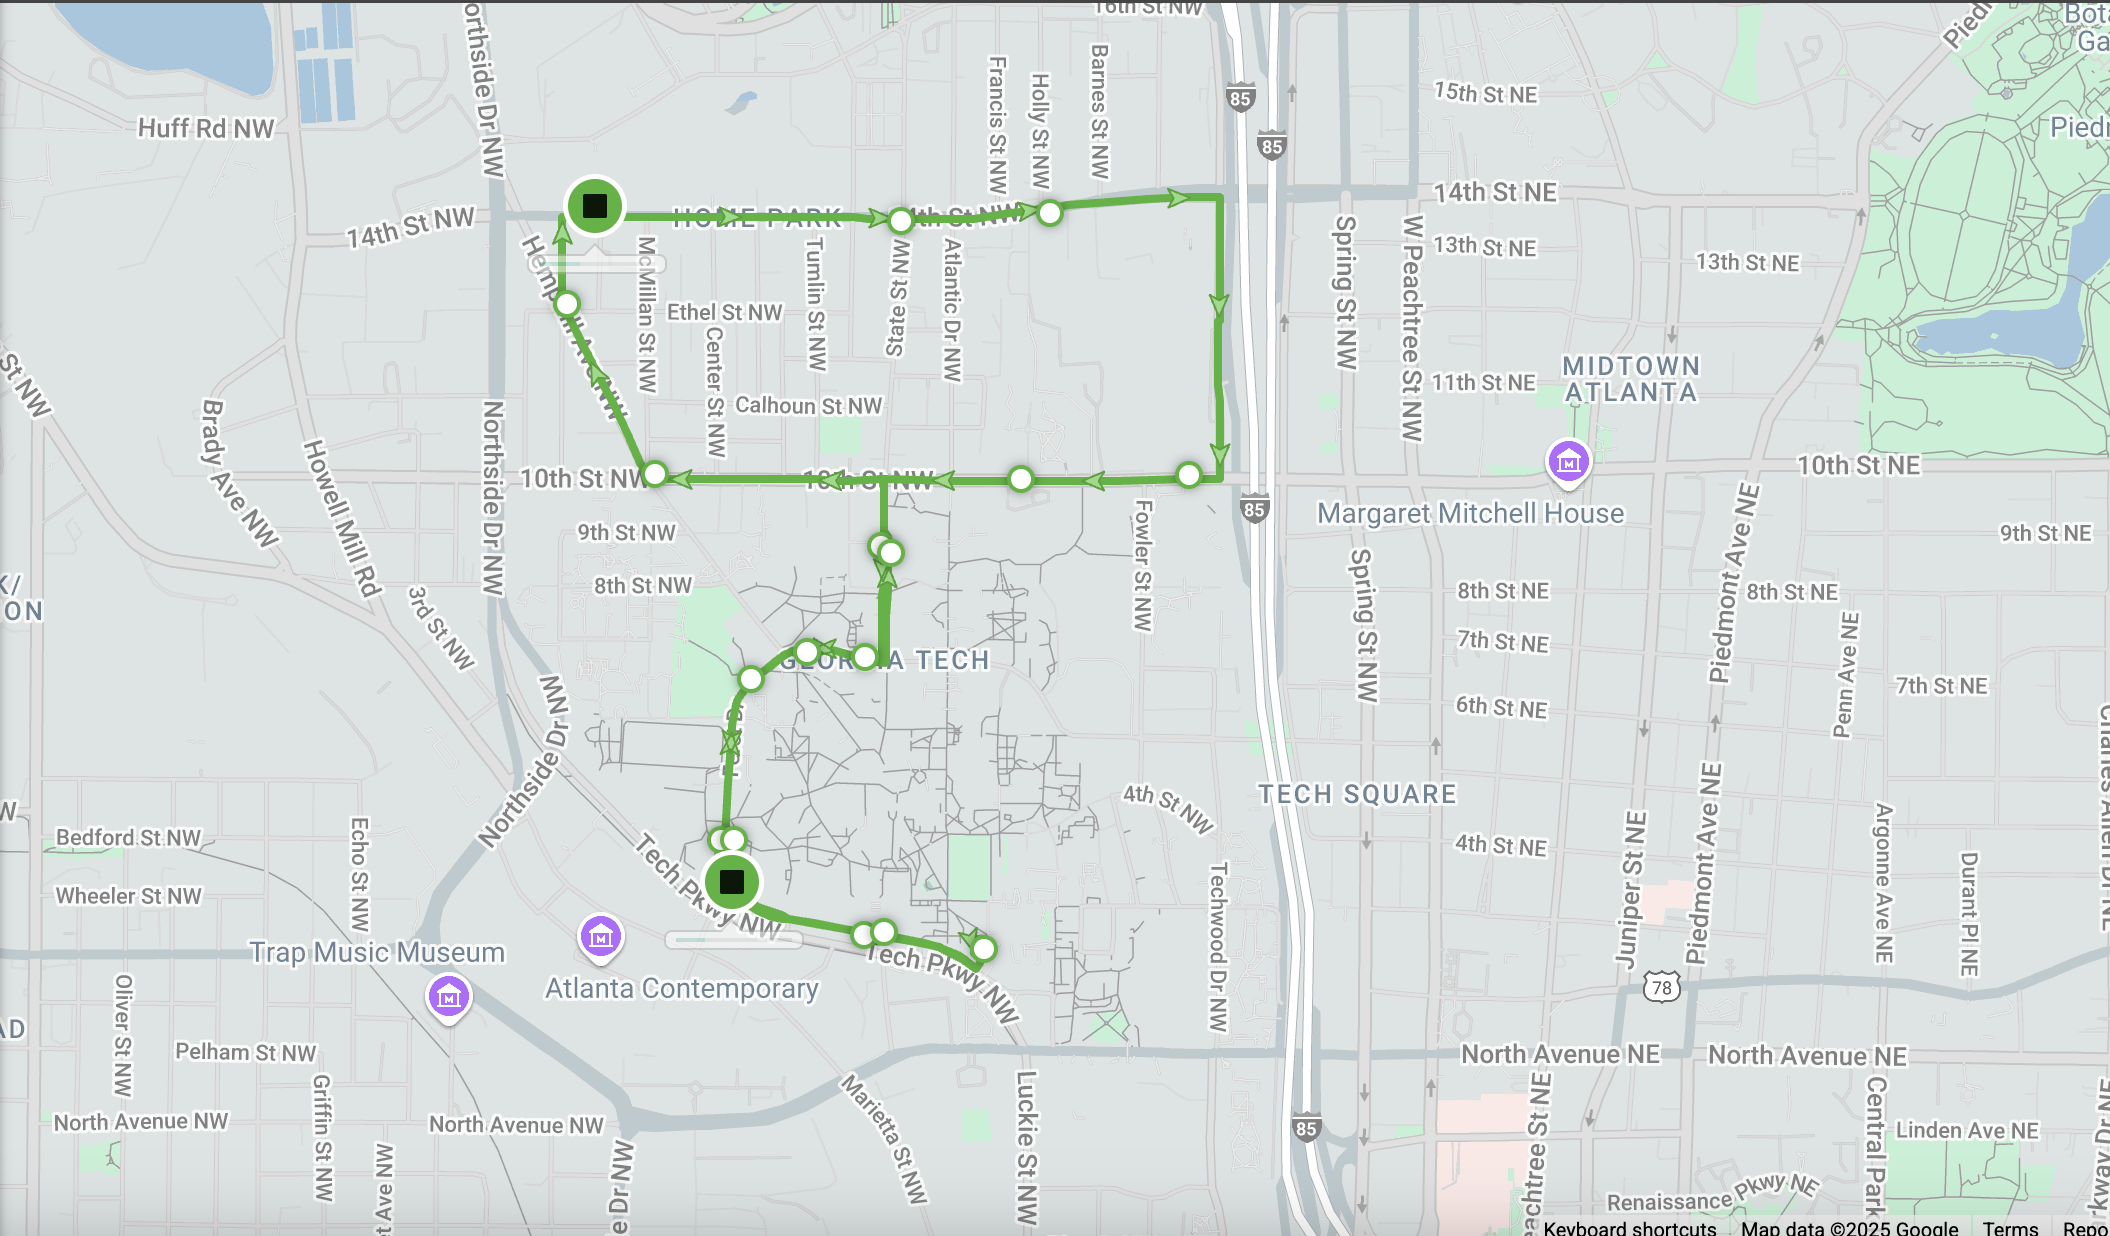 16th St NW
Northside Dr NW
Huff Rd NW
Francis St NW
Holly St NW
Barnes St NW
85
85
15th St NE
14th St NE
14th St NW
HOME PARK
McMillan St NW
Tumlin St NW
State St NW
Atlantic Dr NW
Ethel St NW
Center St NW
Calhoun St NW
Spring St NW
W Peachtree St NW
13th St NE
13th St NE
11th St NE
MIDTOWN
ATLANTA
St NW
Brady Ave NW
Howell Mill Rd
Northside Dr NW
10th St NW
10th St NW
10th St NE
85
Margaret Mitchell House
9th St NW
8th St NW
3rd St NW
Fowler St NW
Spring St NW
Piedmont Ave NE
9th St NE
8th St NE
8th St NE
7th St NE
7th St NE
Penn Ave NE
6th St NE
GEORGIA TECH
Northside Dr NW
TECH SQUARE
4th St NW
4th St NE
Juniper St NE
Piedmont Ave NE
Argonne Ave NE
Durant Pl NE
Charles Allen Dr NE
Bedford St NW
Wheeler St NW
Echo St NW
Tech Pkwy NW
Tech Pkwy NW
Techwood Dr NW
Trap Music Museum
Atlanta Contemporary
78
Oliver St NW
Pelham St NW
Griffin St NW
North Avenue NW
North Avenue NW
Marietta St NW
Luckie St NW
85
North Avenue NE
North Avenue NE
Central Park
Linden Ave NE
Renaissance Pkwy NE
Keyboard shortcuts
Map data ©2025 Google
Terms